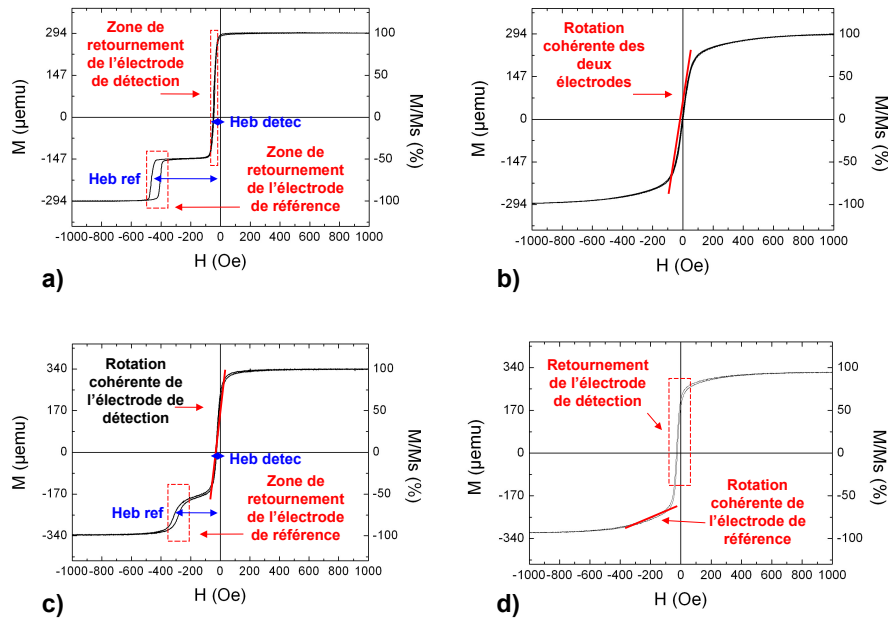 294
147
0
-147
-294
M (µemu)
100
50
0
-50
-100
M/Ms (%)
Zone de
retournement
de l'électrode
de détection
Heb detec
Heb ref
Zone de
retournement
de l'électrode
de référence
-1000 -800 -600 -400 -200 0 200 400 600 800 1000
H (Oe)
a)
294
147
0
-147
-294
M (µemu)
100
50
0
-50
-100
M/Ms (%)
Rotation
cohérente des
deux
électrodes
-1000 -800 -600 -400 -200 0 200 400 600 800 1000
H (Oe)
b)
340
170
0
-170
-340
M (µemu)
100
50
0
-50
-100
M/Ms (%)
Rotation
cohérente de
l'électrode de
détection
Heb detec
Heb ref
Zone de
retournement
de l'électrode
de référence
-1000 -800 -600 -400 -200 0 200 400 600 800 1000
H (Oe)
c)
340
170
0
-170
-340
M (µemu)
100
50
0
-50
-100
M/Ms (%)
Retournement
de l'électrode
de détection
Rotation
cohérente de
l'électrode de
référence
-1000 -800 -600 -400 -200 0 200 400 600 800 1000
H (Oe)
d)